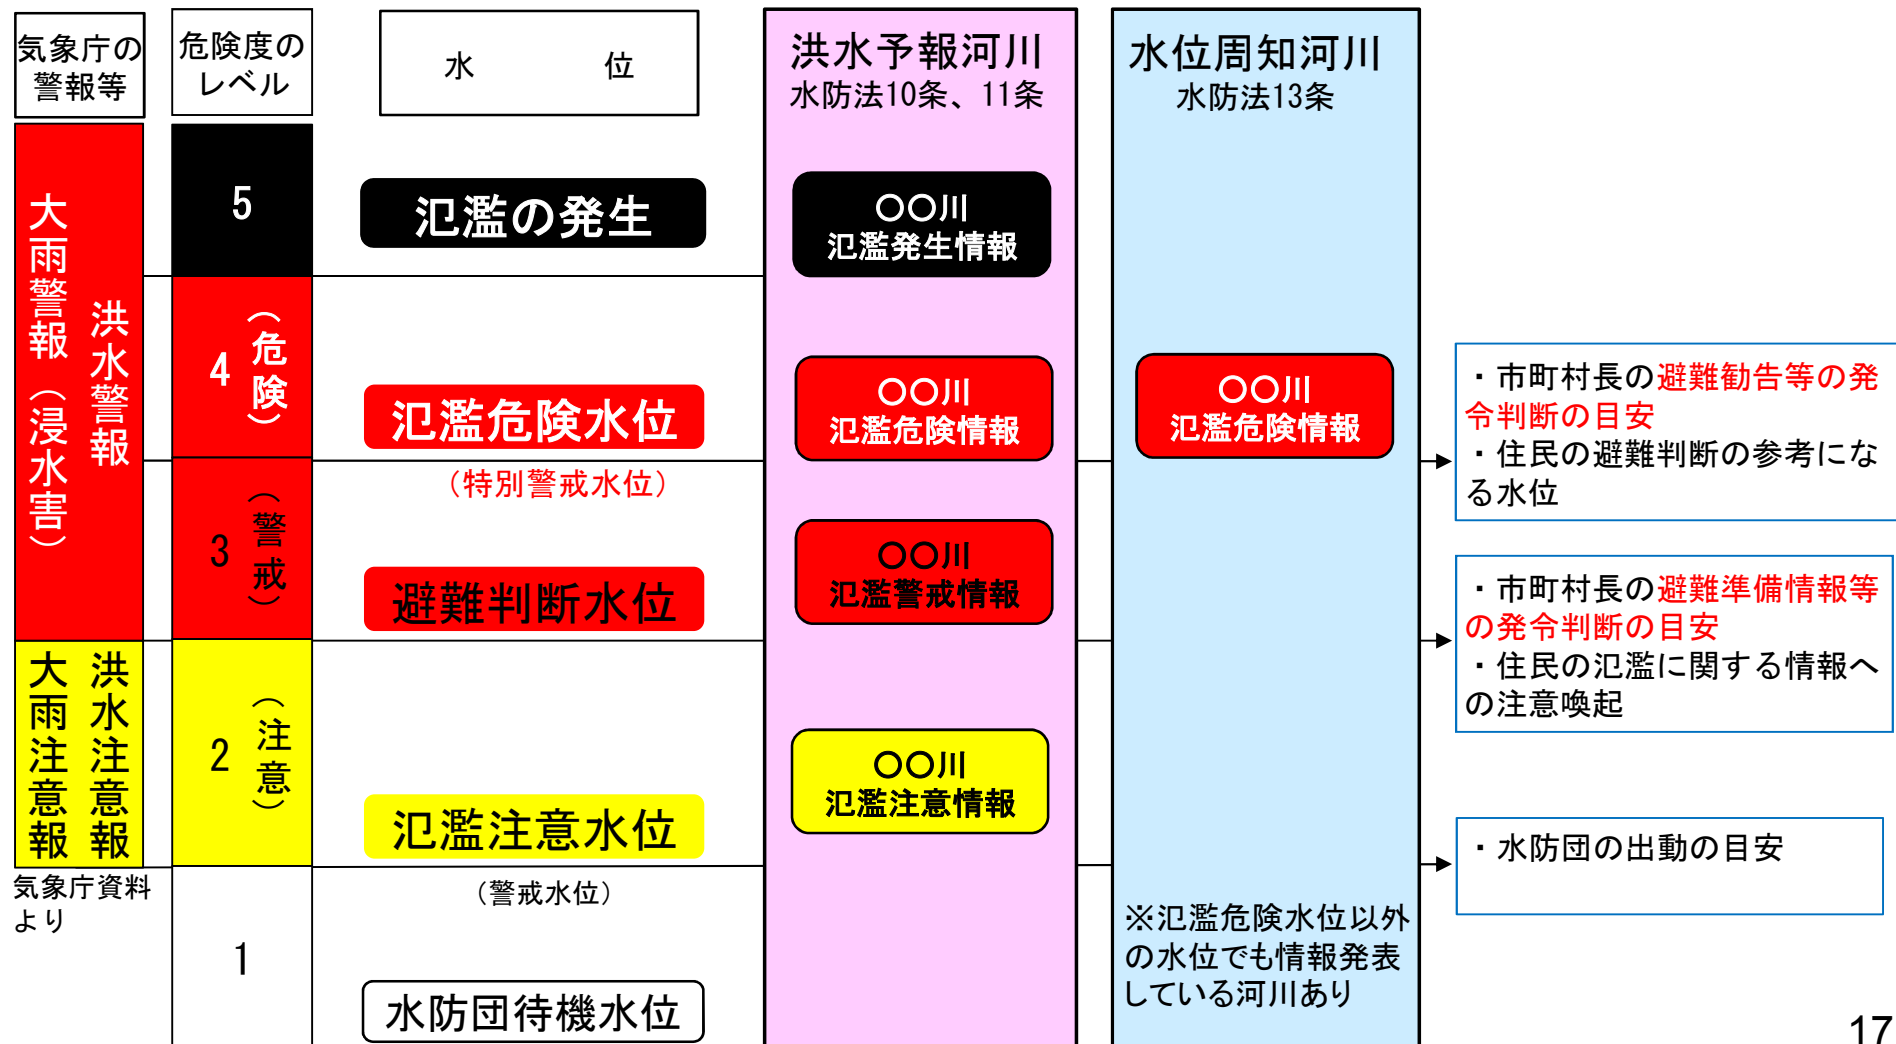 気象庁の
警報等
危険度の
レベル
水　　　位
洪水予報河川
水防法10条、11条
水位周知河川
水防法13条
大雨警報（浸水害）
洪水警報
大雨注意報
洪水注意報
気象庁資料
より
5
4
（危険）
3
（警戒）
2
（注意）
1
氾濫の発生
氾濫危険水位
（特別警戒水位）
避難判断水位
氾濫注意水位
（警戒水位）
水防団待機水位
〇〇川
氾濫発生情報
〇〇川
氾濫危険情報
〇〇川
氾濫警戒情報
〇〇川
氾濫注意情報
〇〇川
氾濫危険情報
※氾濫危険水位以外
の水位でも情報発表
している河川あり
・市町村長の避難勧告等の発
令判断の目安
・住民の避難判断の参考にな
る水位
・市町村長の避難準備情報等
の発令判断の目安
・住民の氾濫に関する情報へ
の注意喚起
・水防団の出動の目安
17